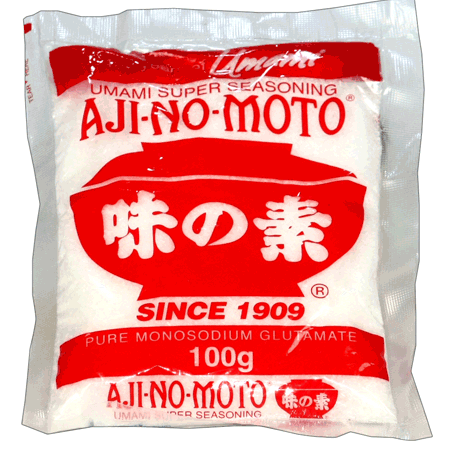 Umami
UMAMI SUPER SEASONING
AJI-NO-MOTO®
味の素
®
SINCE 1909
PURE MONOSODIUM GLUTAMATE
100g
AJI-NO-MOTO 味の素
UMAMI SUPER SEASONING